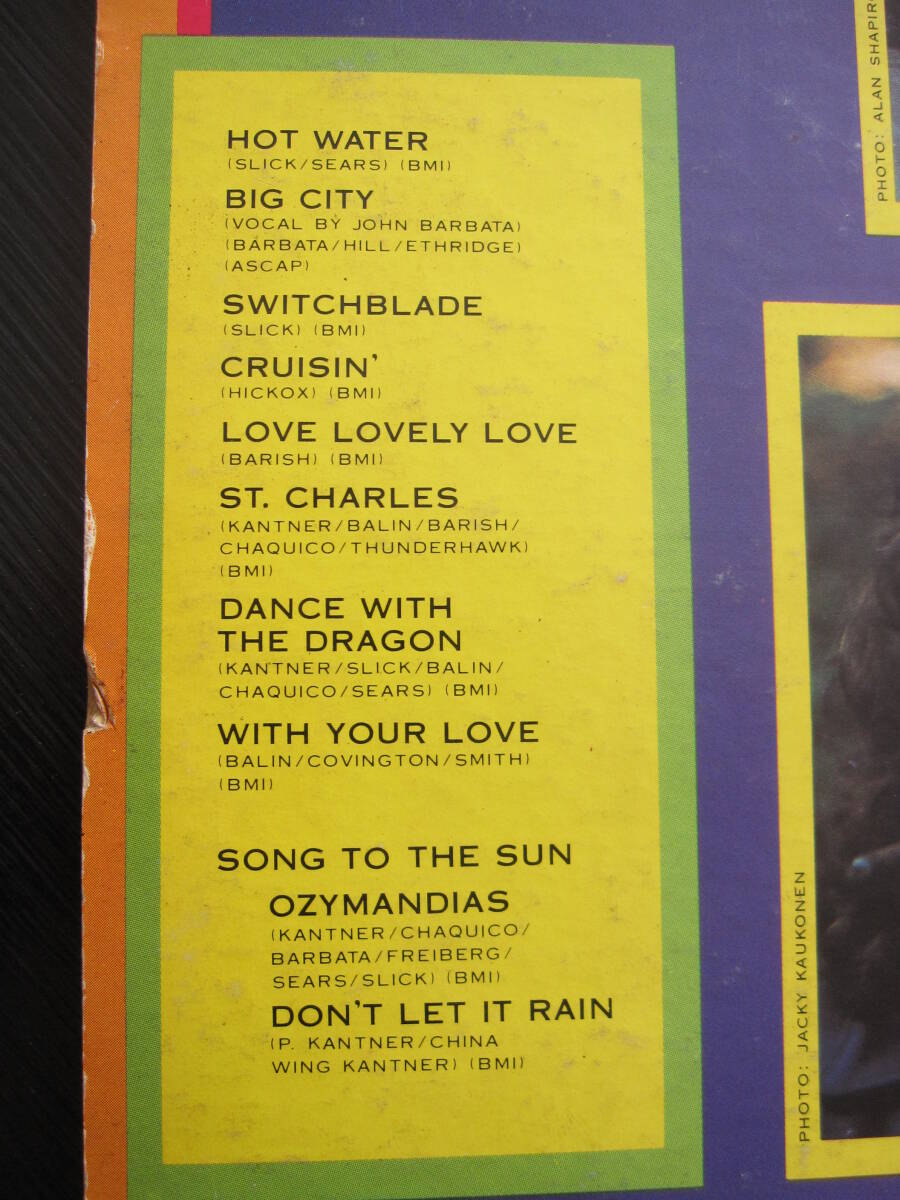 HOT WATER
(SLICK/SEARS) (BMI)
BIG CITY
(VOCAL BY JOHN BARBATA)
(BARBATA/HILL/ETHRIDGE)
(ASCAP)
SWITCHBLADE
(SLICK) (BMI)
CRUISIN'
(HICKOX) (BMI)
LOVE LOVELY LOVE
(BARISH) (BMI)
ST. CHARLES
(KANTNER/BALIN/BARISH/
CHAQUICO/THUNDERHAWK)
(BMI)
DANCE WITH
THE DRAGON
(KANTNER/SLICK/BALIN/
CHAQUICO/SEARS) (BMI)
WITH YOUR LOVE
(BALIN/COVINGTON/SMITH)
(BMI)
SONG TO THE SUN
OZYMANDIAS
(KANTNER/CHAQUICO/
BARBATA/FREIBERG/
SEARS/SLICK) (BMI)
DON'T LET IT RAIN
(P. KANTNER/CHINA
WING KANTNER) (BMI)
PHOTO: ALAN
PHOTO: JACKY KAUKONEN